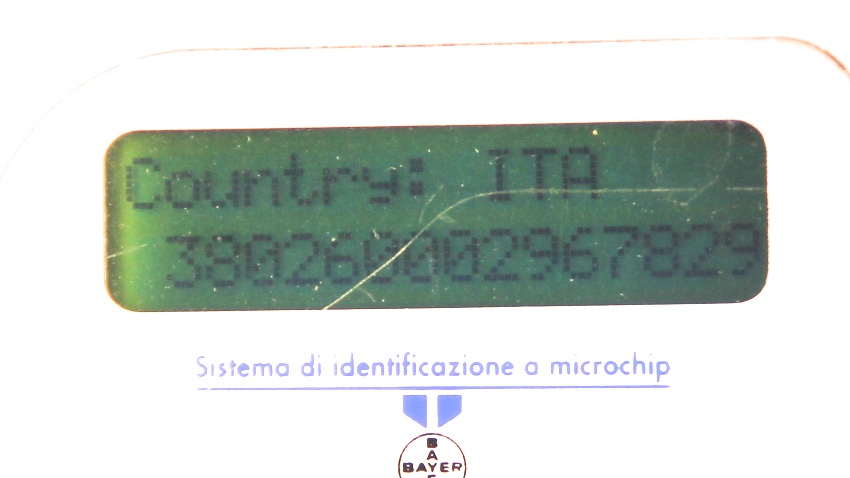 Country: ITA
380260002967829
Sistema di identificazione a microchip
B
A
BAYER
E